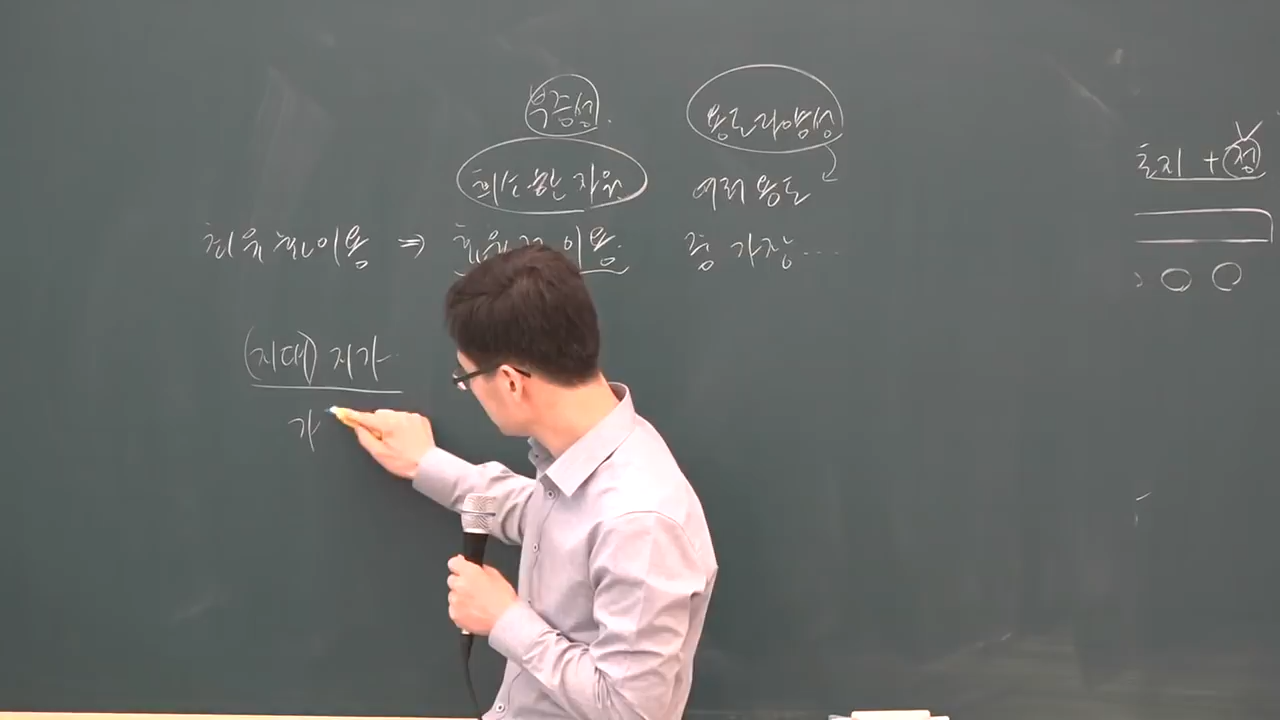 부증성.
용도다양성
희소한 자원
여러 용도
토지 + 정
최유효이용 ⇒ 최유효 이용.
중 가장 ...
(지대) 지가
가